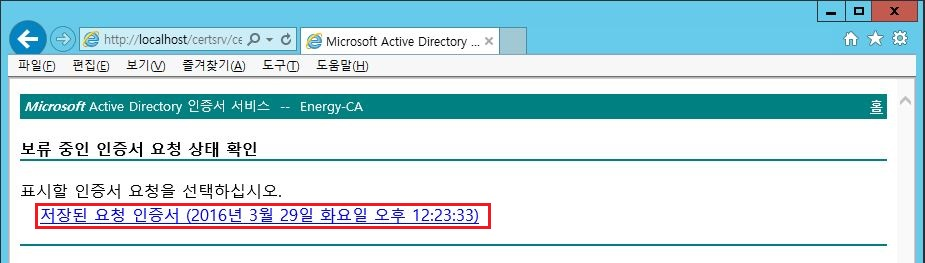 http://localhost/certsrv/ce
Microsoft Active Directory ...
파일(F) 편집(E) 보기(V) 즐겨찾기(A) 도구(T) 도움말(H)
Microsoft Active Directory 인증서 서비스 -- Energy-CA 홈
보류 중인 인증서 요청 상태 확인
표시할 인증서 요청을 선택하십시오.
저장된 요청 인증서 (2016년 3월 29일 화요일 오후 12:23:33)